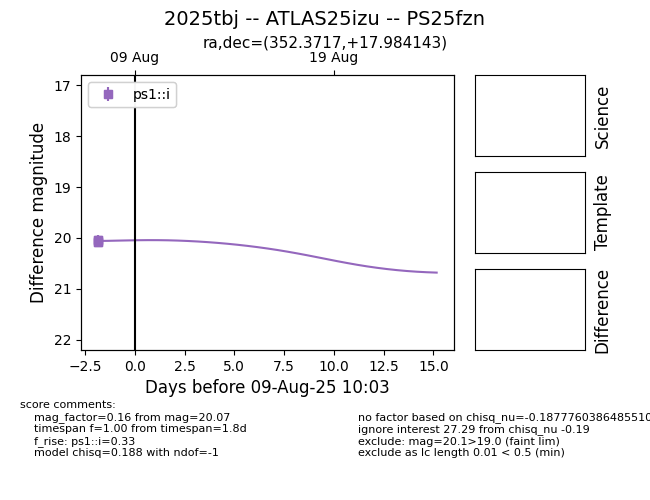 2025tbj -- ATLAS25izu -- PS25fzn
ra,dec=(352.3717,+17.984143)
09 Aug 19 Aug
ps1::i
17
18
19
20
21
22
Difference magnitude
−2.5 0.0 2.5 5.0 7.5 10.0 12.5 15.0
Days before 09-Aug-25 10:03
Science
Template
Difference
score comments:
mag_factor=0.16 from mag=20.07
timespan f=1.00 from timespan=1.8d
f_rise: ps1::i=0.33
model chisq=0.188 with ndof=-1
no factor based on chisq_nu=-0.1877760386485510
ignore interest 27.29 from chisq_nu -0.19
exclude: mag=20.1>19.0 (faint lim)
exclude as lc length 0.01 < 0.5 (min)